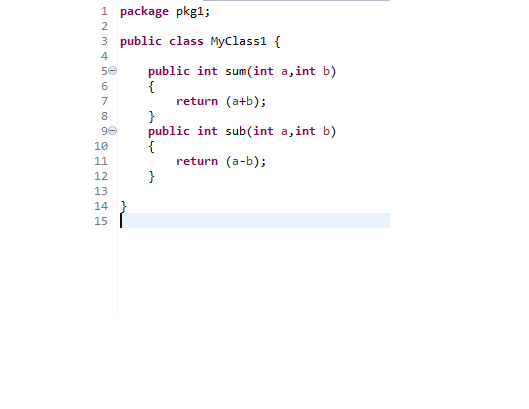 1 package pkg1;
2
3 public class MyClass1 {
4
5 public int sum(int a,int b)
6 {
7 return (a+b);
8 }
9 public int sub(int a,int b)
10 {
11 return (a-b);
12 }
13
14 }
15